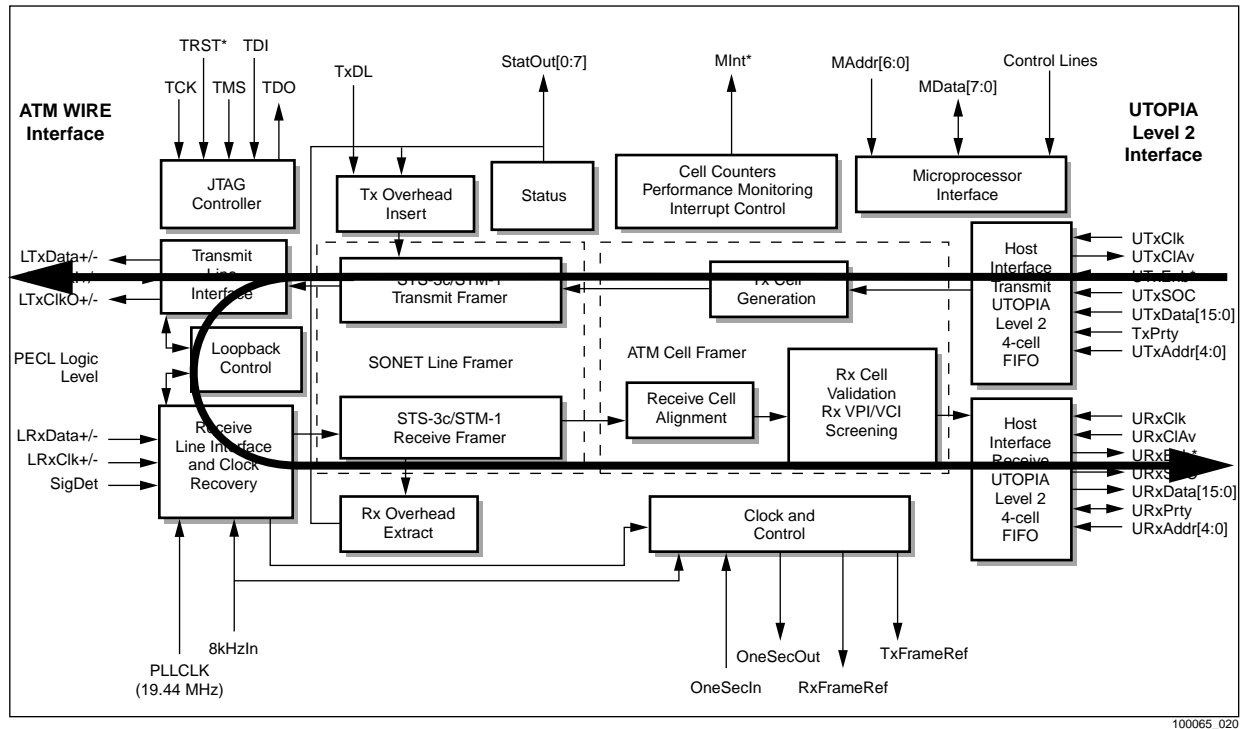 TRST*
TDI
TCK
TMS
TDO
TxDL
StatOut[0:7]
MInt*
MAddr[6:0]
MData[7:0]
Control Lines
ATM WIRE
Interface
UTOPIA
Level 2
Interface
JTAG
Controller
Tx Overhead
Insert
Status
Cell Counters
Performance Monitoring
Interrupt Control
Microprocessor
Interface
LTxData+/-
LTxClkO+/-
Transmit
Line
Interface
STS-3c/STM-1
Transmit Framer
Tx Cell
Generation
Host
Interface
Transmit
UTOPIA
Level 2
4-cell
FIFO
UTxClk
UTxClAv
UTxEnb*
UTxSOC
UTxData[15:0]
TxPrty
UTxAddr[4:0]
PECL Logic
Level
Loopback
Control
SONET Line Framer
ATM Cell Framer
Receive Cell
Alignment
Rx Cell
Validation
Rx VPI/VCI
Screening
LRxData+/-
LRxClk+/-
SigDet
Receive
Line Interface
and Clock
Recovery
STS-3c/STM-1
Receive Framer
Host
Interface
Receive
UTOPIA
Level 2
4-cell
FIFO
URxClk
URxClAv
URxEnb*
URxSOC
URxData[15:0]
URxPrty
URxAddr[4:0]
Rx Overhead
Extract
Clock and
Control
8kHzIn
PLLCLK
(19.44 MHz)
OneSecOut
TxFrameRef
OneSecIn
RxFrameRef
100065_020